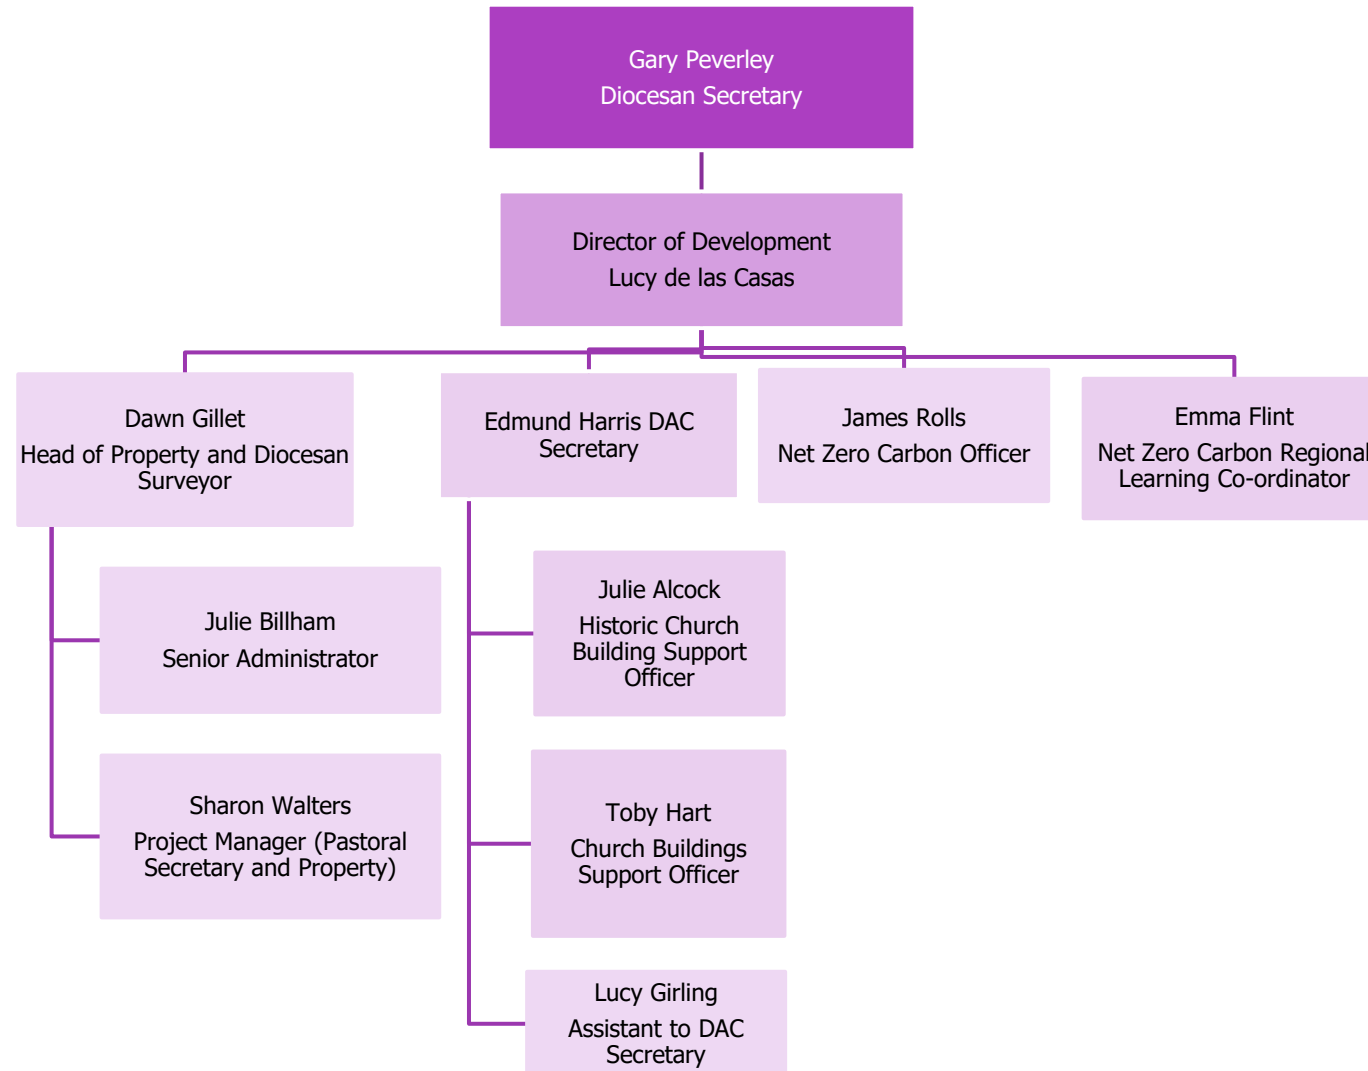 Gary Peverley
Diocesan Secretary
Director of Development
Lucy de las Casas
Dawn Gillet
Head of Property and Diocesan
Surveyor
Edmund Harris DAC
Secretary
James Rolls
Net Zero Carbon Officer
Emma Flint
Net Zero Carbon Regional
Learning Co-ordinator
Julie Billham
Senior Administrator
Sharon Walters
Project Manager (Pastoral
Secretary and Property)
Julie Alcock
Historic Church
Building Support
Officer
Toby Hart
Church Buildings
Support Officer
Lucy Girling
Assistant to DAC
Secretary